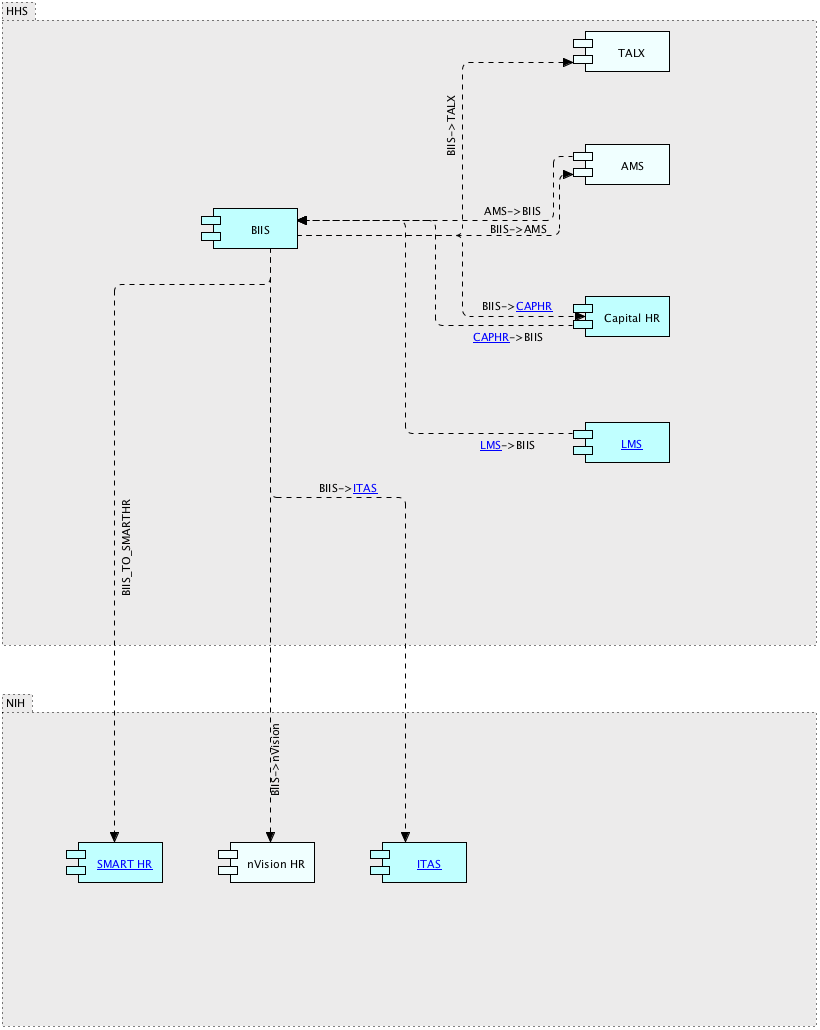 HHS
TALX
BIIS->TALX
AMS
AMS->BIIS
BIIS->AMS
BIIS
BIIS->CAPHR
Capital HR
CAPHR->BIIS
LMS
LMS->BIIS
BIIS->ITAS
BIIS_TO_SMARTHR
NIH
BIIS->nVision
SMART HR
nVision HR
ITAS